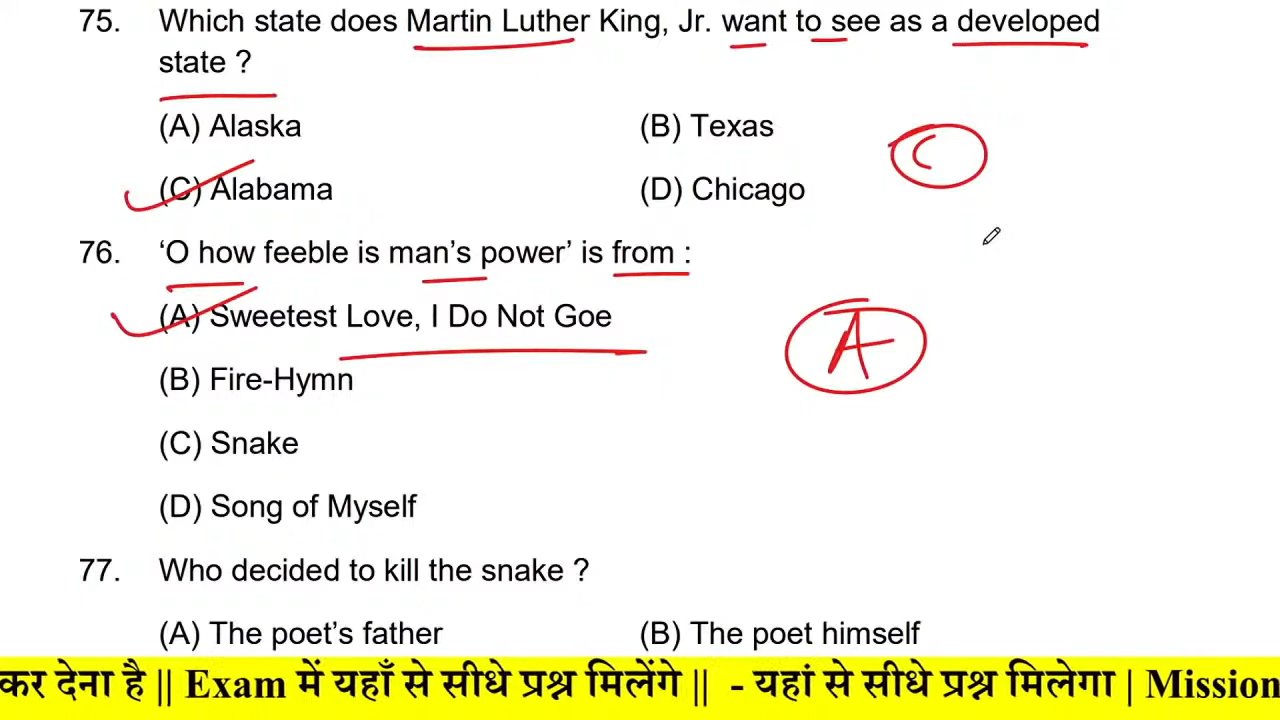 75. Which state does Martin Luther King, Jr. want to see as a developed
state ?
(A) Alaska (B) Texas
C
(C) Alabama (D) Chicago
76. ‘O how feeble is man’s power’ is from :
(A) Sweetest Love, I Do Not Goe
A
(B) Fire-Hymn
(C) Snake
(D) Song of Myself
77. Who decided to kill the snake ?
(A) The poet’s father (B) The poet himself
कर देना है || Exam में यहाँ से सीधे प्रश्न मिलेंगे || - यहां से सीधे प्रश्न मिलेगा | Mission